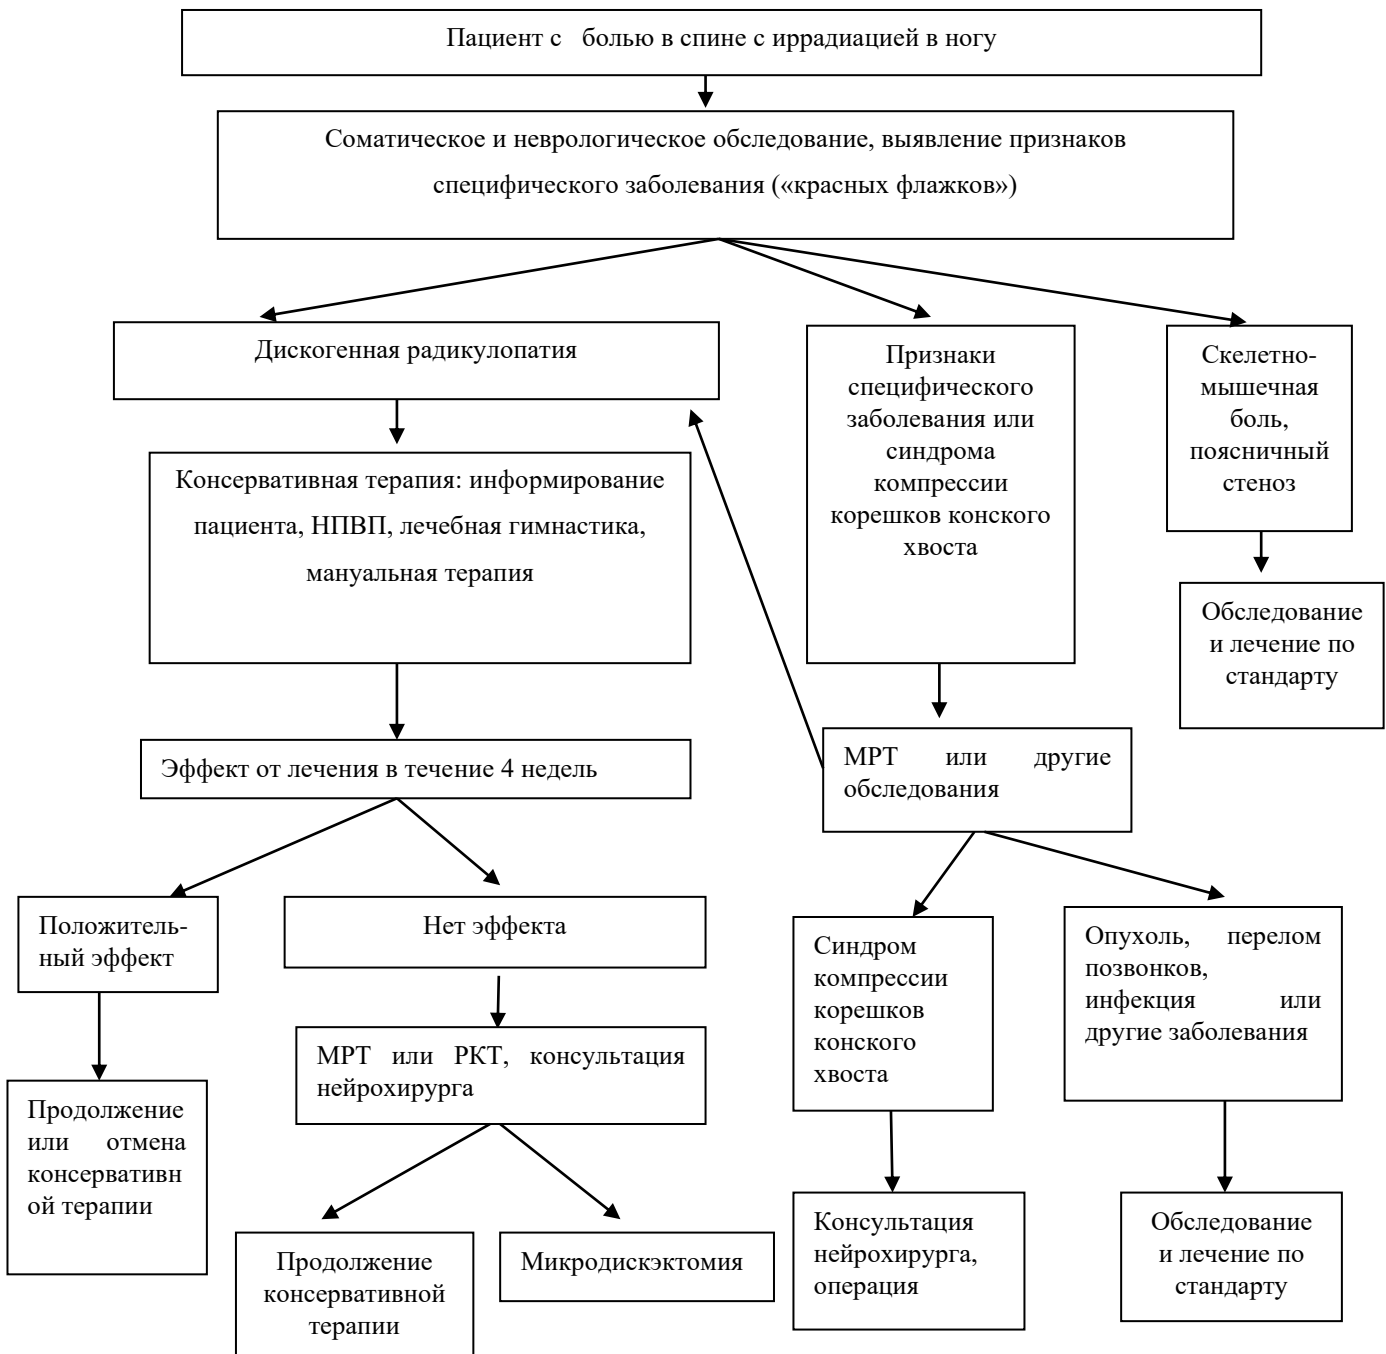 Пациент с болью в спине с иррадиацией в ногу
Соматическое и неврологическое обследование, выявление признаков
специфического заболевания («красных флажков»)
Дискогенная радикулопатия
Признаки
специфического
заболевания или
синдрома
компрессии
корешков конского
хвоста
Скелетно-
мышечная
боль,
поясничный
стеноз
Консервативная терапия: информирование
пациента, НПВП, лечебная гимнастика,
мануальная терапия
Обследование
и лечение по
стандарту
Эффект от лечения в течение 4 недель
МРТ или другие
обследования
Положитель-
ный эффект
Нет эффекта
Синдром
компрессии
корешков
конского
хвоста
Опухоль, перелом
позвонков,
инфекция или
другие заболевания
МРТ или РКТ, консультация
нейрохирурга
Продолжение
или отмена
консервативн
ой терапии
Продолжение
консервативной
терапии
Микродискэктомия
Консультация
нейрохирурга,
операция
Обследование
и лечение по
стандарту